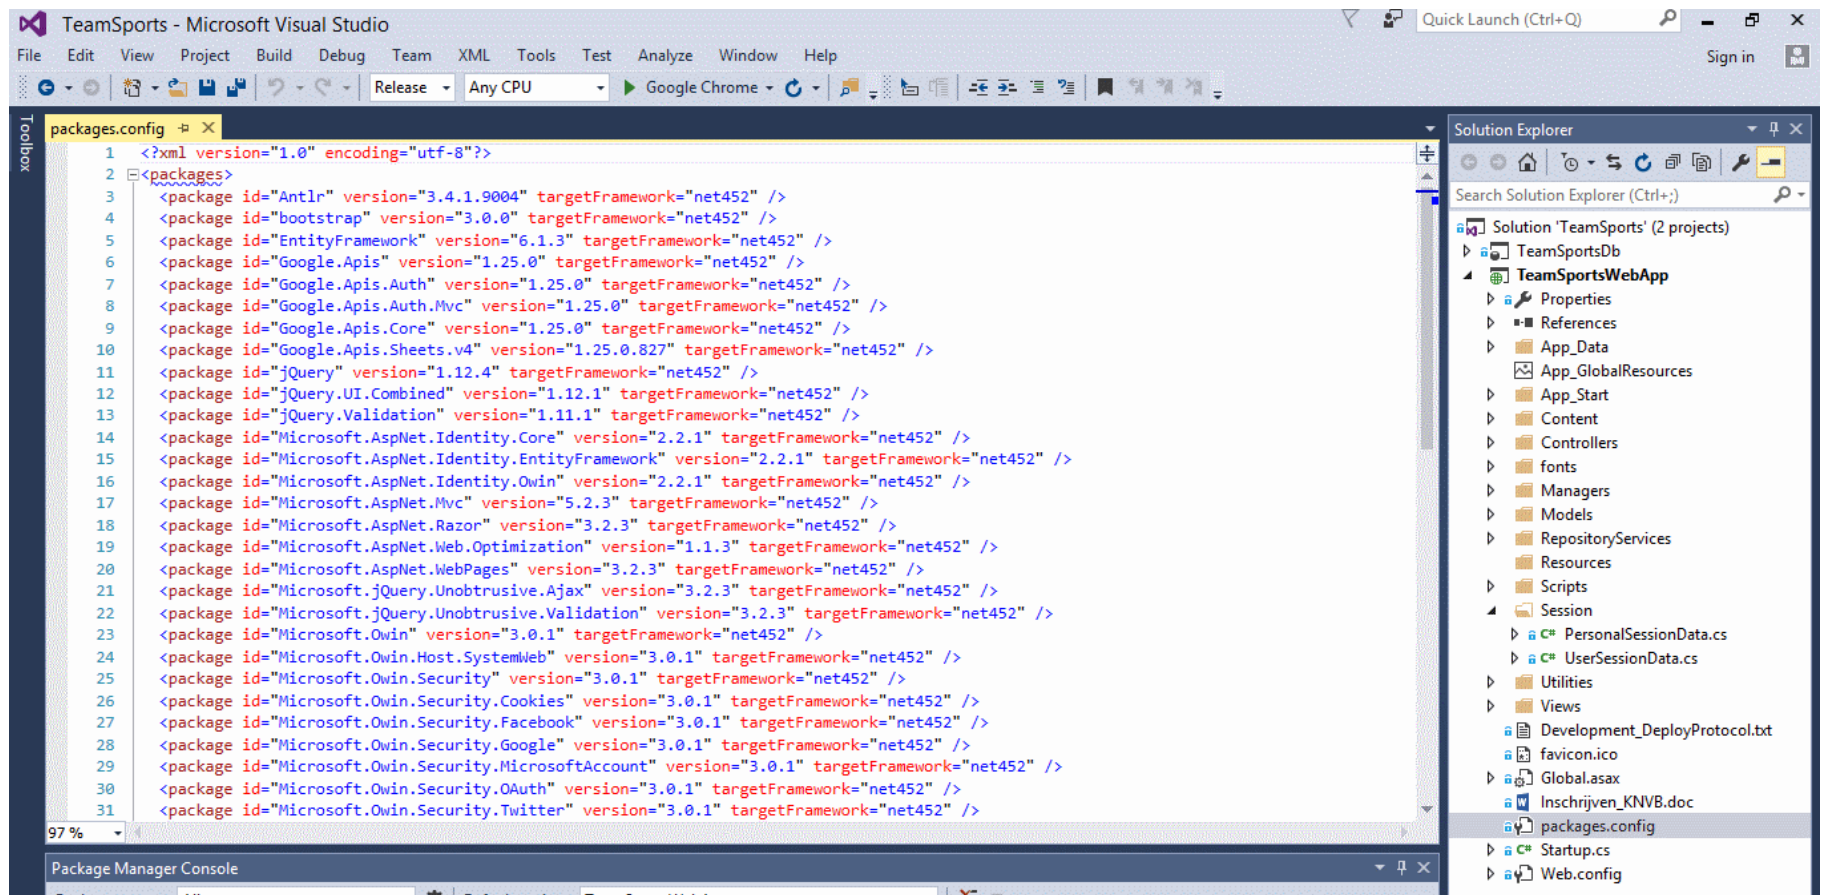 TeamSports - Microsoft Visual Studio
Quick Launch (Ctrl+Q)
File Edit View Project Build Debug Team XML Tools Test Analyze Window Help
Sign in
Release Any CPU Google Chrome
Toolbox
packages.config
1 <?xml version="1.0" encoding="utf-8"?>
2 <packages>
3 <package id="Antlr" version="3.4.1.9004" targetFramework="net452" />
4 <package id="bootstrap" version="3.0.0" targetFramework="net452" />
5 <package id="EntityFramework" version="6.1.3" targetFramework="net452" />
6 <package id="Google.Apis" version="1.25.0" targetFramework="net452" />
7 <package id="Google.Apis.Auth" version="1.25.0" targetFramework="net452" />
8 <package id="Google.Apis.Auth.Mvc" version="1.25.0" targetFramework="net452" />
9 <package id="Google.Apis.Core" version="1.25.0" targetFramework="net452" />
10 <package id="Google.Apis.Sheets.v4" version="1.25.0.827" targetFramework="net452" />
11 <package id="jQuery" version="1.12.4" targetFramework="net452" />
12 <package id="jQuery.UI.Combined" version="1.12.1" targetFramework="net452" />
13 <package id="jQuery.Validation" version="1.11.1" targetFramework="net452" />
14 <package id="Microsoft.AspNet.Identity.Core" version="2.2.1" targetFramework="net452" />
15 <package id="Microsoft.AspNet.Identity.EntityFramework" version="2.2.1" targetFramework="net452" />
16 <package id="Microsoft.AspNet.Identity.Owin" version="2.2.1" targetFramework="net452" />
17 <package id="Microsoft.AspNet.Mvc" version="5.2.3" targetFramework="net452" />
18 <package id="Microsoft.AspNet.Razor" version="3.2.3" targetFramework="net452" />
19 <package id="Microsoft.AspNet.Web.Optimization" version="1.1.3" targetFramework="net452" />
20 <package id="Microsoft.AspNet.WebPages" version="3.2.3" targetFramework="net452" />
21 <package id="Microsoft.jQuery.Unobtrusive.Ajax" version="3.2.3" targetFramework="net452" />
22 <package id="Microsoft.jQuery.Unobtrusive.Validation" version="3.2.3" targetFramework="net452" />
23 <package id="Microsoft.Owin" version="3.0.1" targetFramework="net452" />
24 <package id="Microsoft.Owin.Host.SystemWeb" version="3.0.1" targetFramework="net452" />
25 <package id="Microsoft.Owin.Security" version="3.0.1" targetFramework="net452" />
26 <package id="Microsoft.Owin.Security.Cookies" version="3.0.1" targetFramework="net452" />
27 <package id="Microsoft.Owin.Security.Facebook" version="3.0.1" targetFramework="net452" />
28 <package id="Microsoft.Owin.Security.Google" version="3.0.1" targetFramework="net452" />
29 <package id="Microsoft.Owin.Security.MicrosoftAccount" version="3.0.1" targetFramework="net452" />
30 <package id="Microsoft.Owin.Security.OAuth" version="3.0.1" targetFramework="net452" />
31 <package id="Microsoft.Owin.Security.Twitter" version="3.0.1" targetFramework="net452" />
97 %
Package Manager Console
Solution Explorer
Search Solution Explorer (Ctrl+;)
Solution 'TeamSports' (2 projects)
TeamSportsDb
TeamSportsWebApp
Properties
References
App_Data
App_GlobalResources
App_Start
Content
Controllers
fonts
Managers
Models
RepositoryServices
Resources
Scripts
Session
C# PersonalSessionData.cs
C# UserSessionData.cs
Utilities
Views
Development_DeployProtocol.txt
favicon.ico
Global.asax
Inschrijven_KNVB.doc
packages.config
C# Startup.cs
Web.config